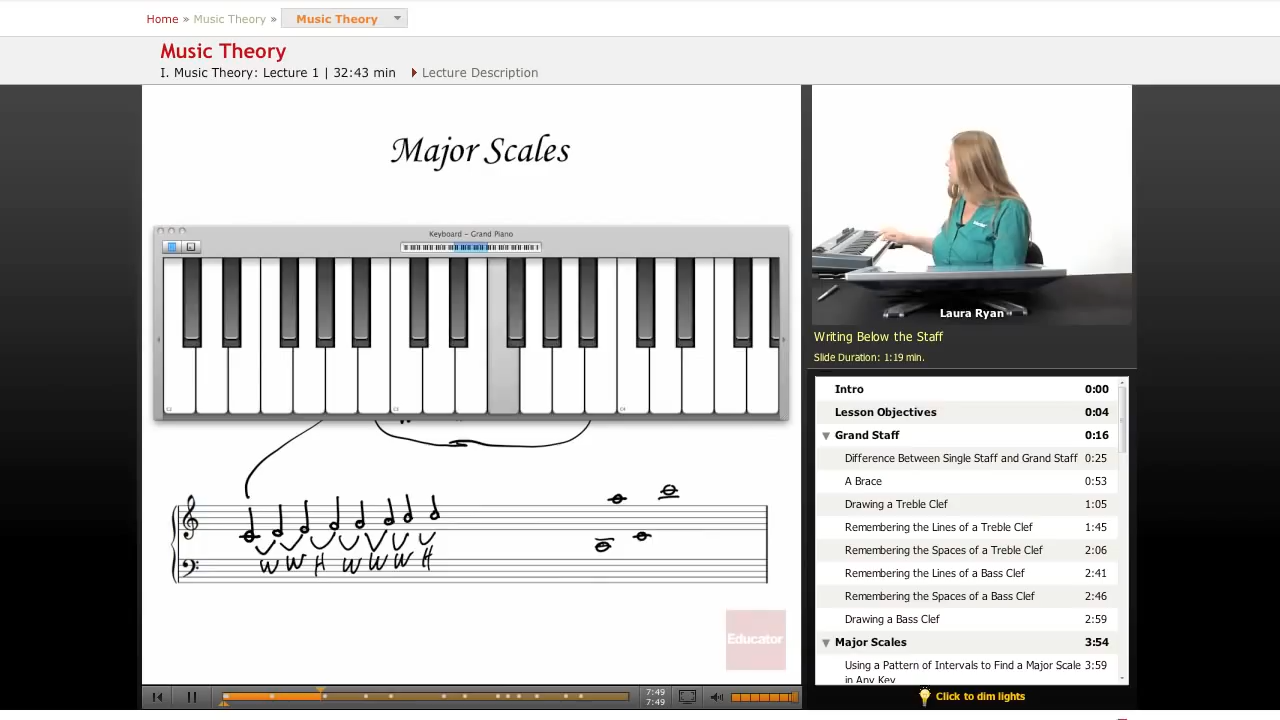 Home » Music Theory » Music Theory
Music Theory
I. Music Theory: Lecture 1 | 32:43 min Lecture Description
Major Scales
Keyboard – Grand Piano
C2 C3 C4
W W H W W W H
Educator
Laura Ryan
Writing Below the Staff
Slide Duration: 1:19 min.
Intro 0:00
Lesson Objectives 0:04
Grand Staff 0:16
Difference Between Single Staff and Grand Staff 0:25
A Brace 0:53
Drawing a Treble Clef 1:05
Remembering the Lines of a Treble Clef 1:45
Remembering the Spaces of a Treble Clef 2:06
Remembering the Lines of a Bass Clef 2:41
Remembering the Spaces of a Bass Clef 2:46
Drawing a Bass Clef 2:59
Major Scales 3:54
Using a Pattern of Intervals to Find a Major Scale 3:59
in Any Key
7:49
7:49
Click to dim lights